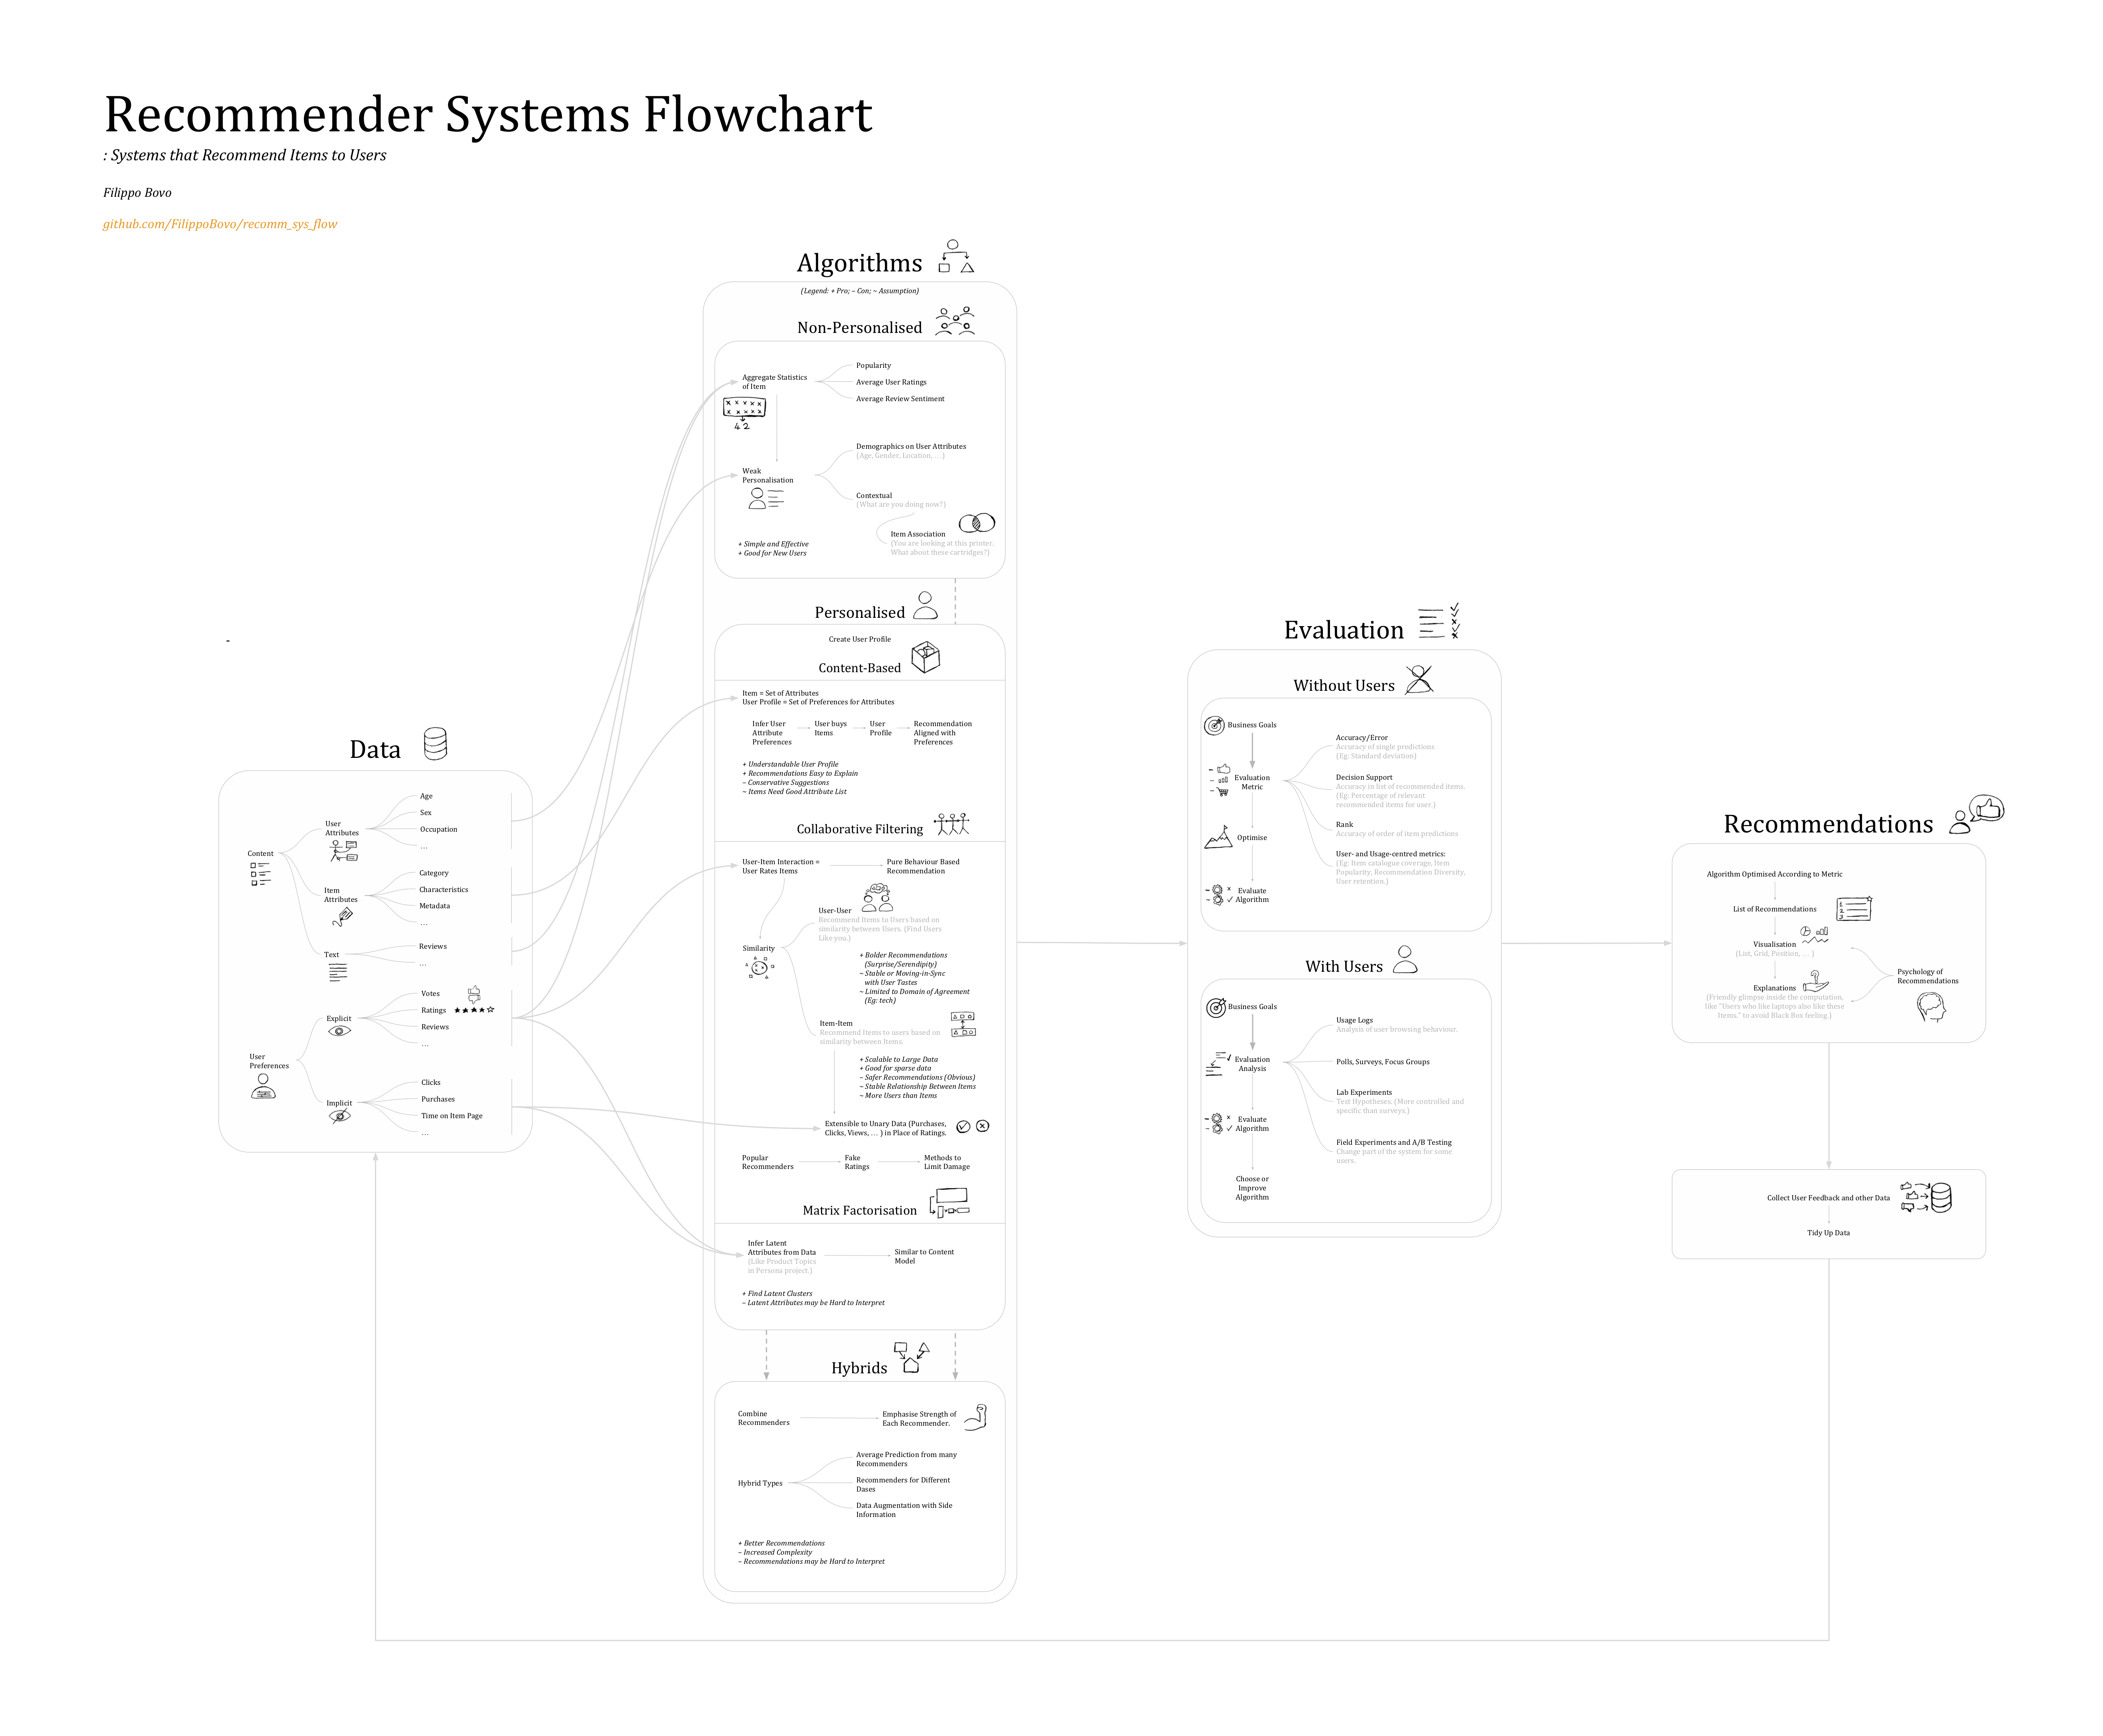 Recommender Systems Flowchart
: Systems that Recommend Items to Users
Filippo Bovo
github.com/FilippoBovo/recomm_sys_flow
Data
Content
User
Attributes
Age
Sex
Occupation
...
Item
Attributes
Category
Characteristics
Metadata
...
Text
Reviews
...
User
Preferences
Explicit
Votes
Ratings
Reviews
...
Implicit
Clicks
Purchases
Time on Item Page
...
Algorithms
(Legend: + Pro; – Con; ~ Assumption)
Non-Personalised
Aggregate Statistics
of Item
4.2
Popularity
Average User Ratings
Average Review Sentiment
Weak
Personalisation
Demographics on User Attributes
(Age, Gender, Location, ... )
Contextual
(What are you doing now?)
Item Association
(You are looking at this printer.
What about these cartridges?)
+ Simple and Effective
+ Good for New Users
Personalised
Create User Profile
Content-Based
Item = Set of Attributes
User Profile = Set of Preferences for Attributes
Infer User
Attribute
Preferences
User buys
Items
User
Profile
Recommendation
Aligned with
Preferences
+ Understandable User Profile
+ Recommendations Easy to Explain
– Conservative Suggestions
~ Items Need Good Attribute List
Collaborative Filtering
User-Item Interaction =
User Rates Items
Pure Behaviour Based
Recommendation
Similarity
User-User
Recommend Items to Users based on
similarity between Users. (Find Users
Like you.)
+ Bolder Recommendations
(Surprise/Serendipity)
~ Stable or Moving-in-Sync
with User Tastes
~ Limited to Domain of Agreement
(Eg: tech)
Item-Item
Recommend Items to users based on
similarity between Items.
+ Scalable to Large Data
+ Good for sparse data
– Safer Recommendations (Obvious)
~ Stable Relationship Between Items
~ More Users than Items
Extensible to Unary Data (Purchases,
Clicks, Views, ... ) in Place of Ratings.
Popular
Recommenders
Fake
Ratings
Methods to
Limit Damage
Matrix Factorisation
Infer Latent
Attributes from Data
(Like Product Topics
in Persona project.)
Similar to Content
Model
+ Find Latent Clusters
– Latent Attributes may be Hard to Interpret
Hybrids
Combine
Recommenders
Emphasise Strength of
Each Recommender.
Hybrid Types
Average Prediction from many
Recommenders
Recommenders for Different
Dases
Data Augmentation with Side
Information
+ Better Recommendations
– Increased Complexity
– Recommendations may be Hard to Interpret
Evaluation
Without Users
Business Goals
Evaluation
Metric
Optimise
Evaluate
Algorithm
Accuracy/Error
Accuracy of single predictions
(Eg: Standard deviation)
Decision Support
Accuracy in list of recommended items.
(Eg: Percentage of relevant
recommended items for user.)
Rank
Accuracy of order of item predictions
User- and Usage-centred metrics:
(Eg: Item catalogue coverage, Item
Popularity, Recommendation Diversity,
User retention.)
With Users
Business Goals
Evaluation
Analysis
Evaluate
Algorithm
Choose or
Improve
Algorithm
Usage Logs
Analysis of user browsing behaviour.
Polls, Surveys, Focus Groups
Lab Experiments
Test Hypotheses. (More controlled and
specific than surveys.)
Field Experiments and A/B Testing
Change part of the system for some
users.
Recommendations
Algorithm Optimised According to Metric
List of Recommendations
1
2
3
Visualisation
(List, Grid, Position, ... )
Explanations
(Friendly glimpse inside the computation,
like "Users who like laptops also like these
Items." to avoid Black Box feeling.)
Psychology of
Recommendations
Collect User Feedback and other Data
Tidy Up Data